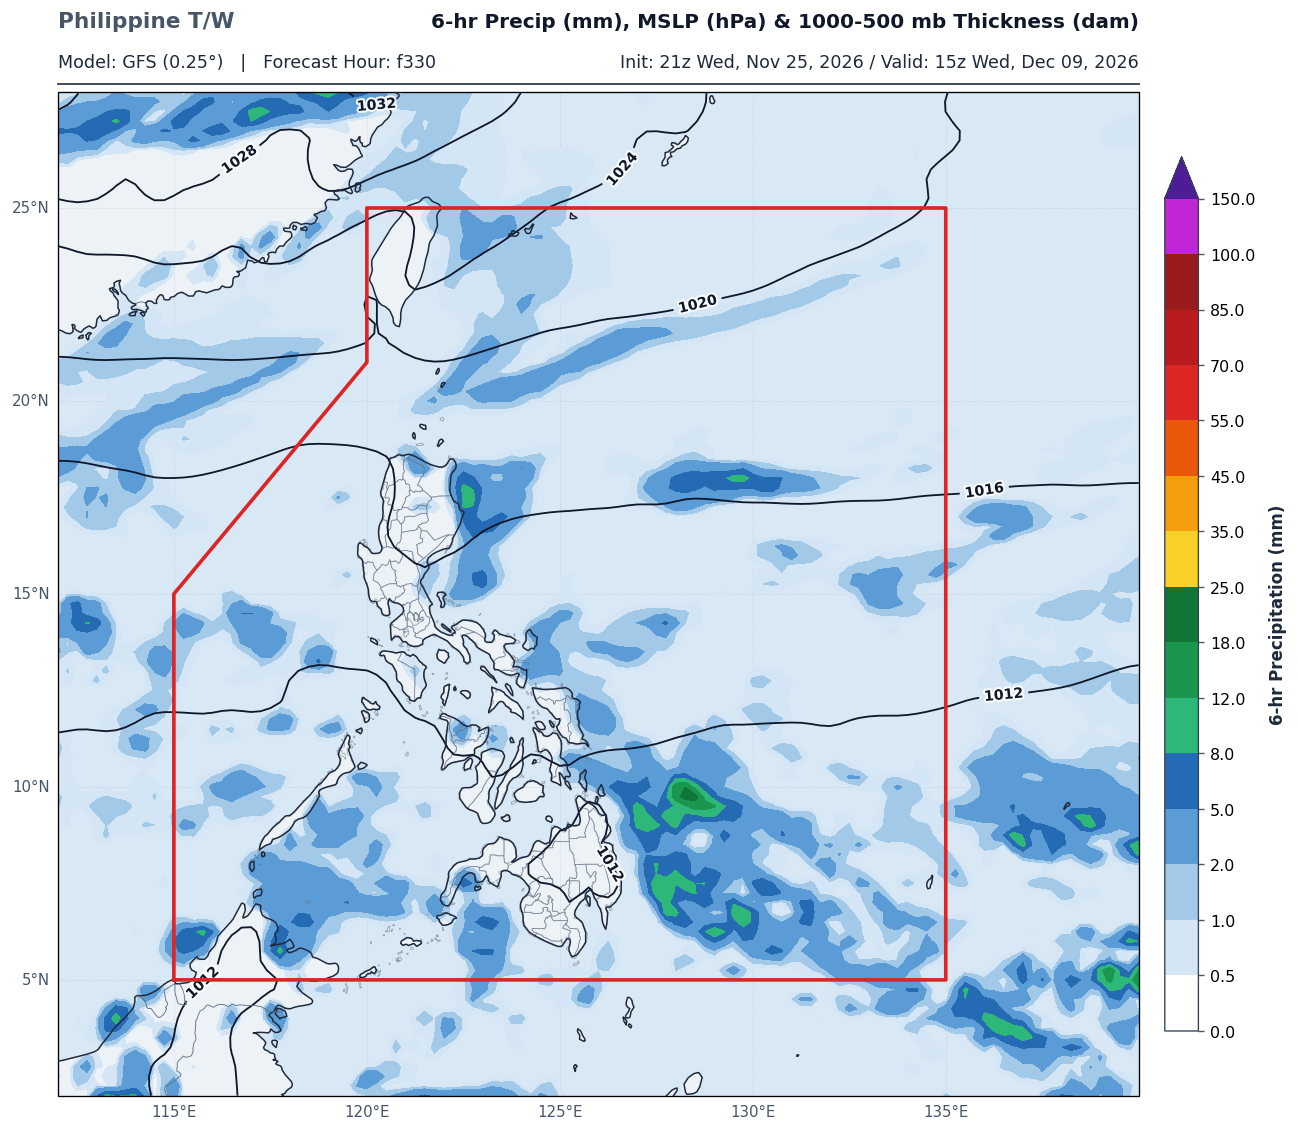 Philippine T/W
6-hr Precip (mm), MSLP (hPa) & 1000-500 mb Thickness (dam)
Model: GFS (0.25°) | Forecast Hour: f330
Init: 21z Wed, Nov 25, 2026 / Valid: 15z Wed, Dec 09, 2026
1032
1028
1024
1020
1016
1012
1012
1012
25°N
20°N
15°N
10°N
5°N
115°E
120°E
125°E
130°E
135°E
150.0
100.0
85.0
70.0
55.0
45.0
35.0
25.0
18.0
12.0
8.0
5.0
2.0
1.0
0.5
0.0
6-hr Precipitation (mm)